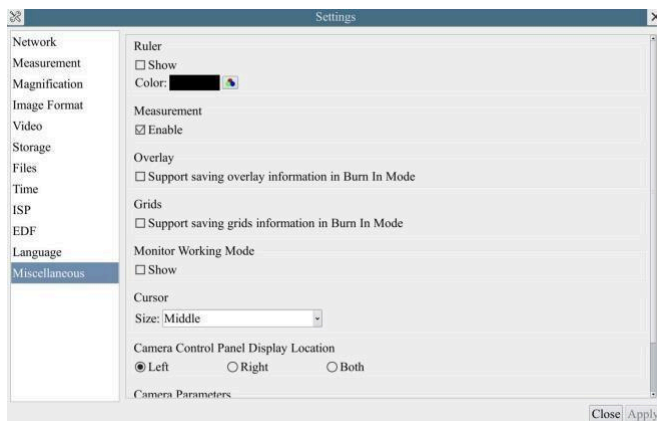 Settings
Network
Measurement
Magnification
Image Format
Video
Storage
Files
Time
ISP
EDF
Language
Miscellaneous
Ruler
Show
Color:
Measurement
Enable
Overlay
Support saving overlay information in Burn In Mode
Grids
Support saving grids information in Burn In Mode
Monitor Working Mode
Show
Cursor
Size: Middle
Camera Control Panel Display Location
Left Right Both
Camera Parameters
Close Apply